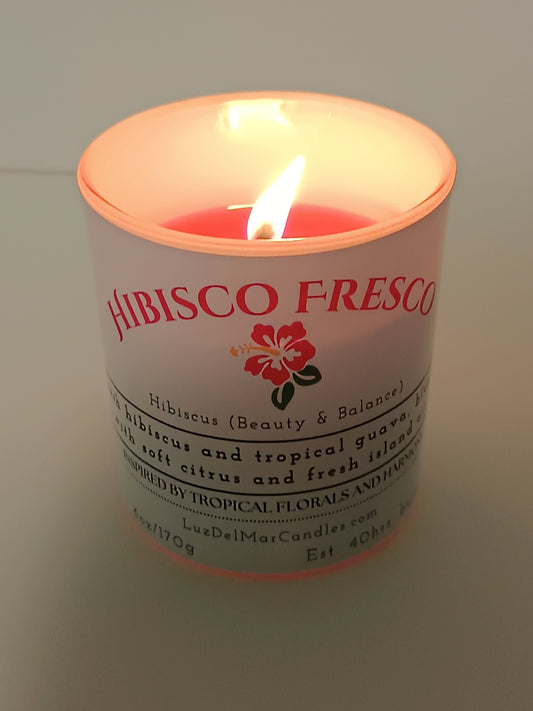 HIBISCO FRESCO
Hibiscus (Beauty & Balance)
hibiscus and tropical guava,
with soft citrus and fresh island
INSPIRED BY TROPICAL FLORALS AND HARMONY
LuzDelMarCandles.com
6oz/170g Est 40hrs